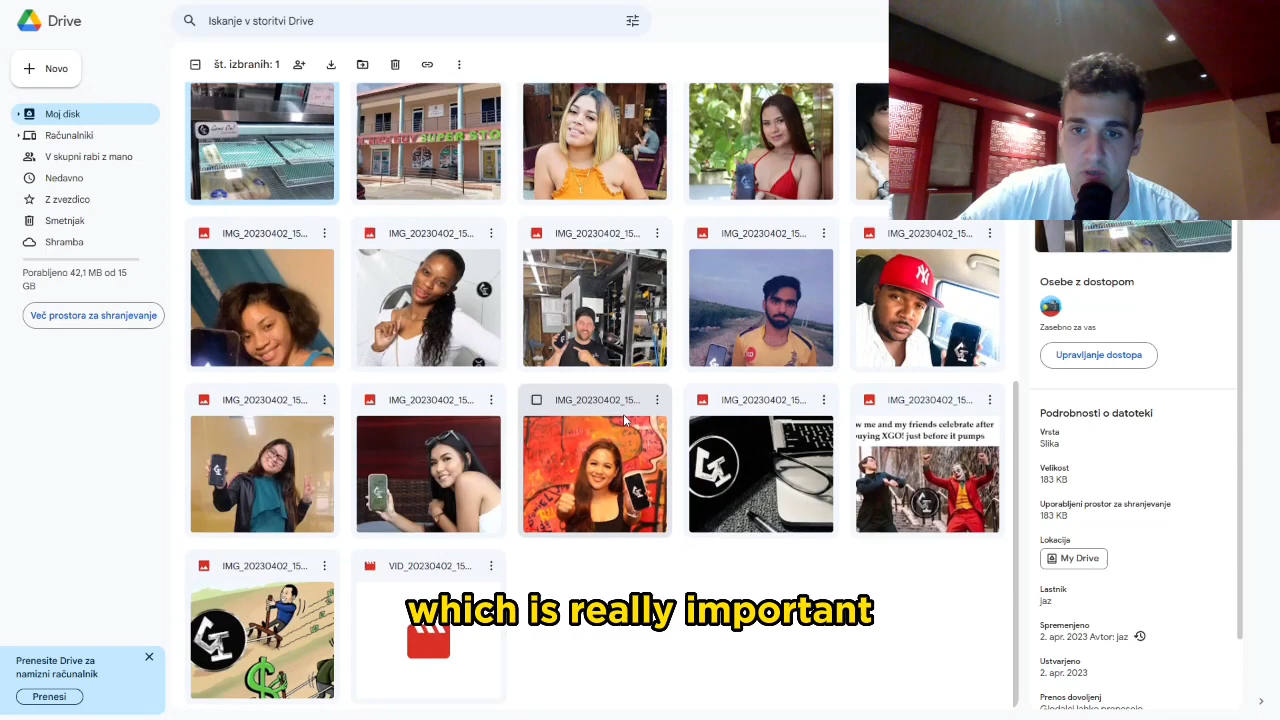 Drive
Iskanje v storitvi Drive
Novo
št. izbranih: 1
Moj disk
Računalniki
V skupni rabi z mano
Nedavno
Z zvezdico
Smetnjak
Shramba
Porabljeno 42,1 MB od 15
GB
Več prostora za shranjevanje
SUPER STO
IMG_20230402_15...
IMG_20230402_15...
IMG_20230402_15...
IMG_20230402_15...
IMG_20230402_15...
IMG_20230402_15...
IMG_20230402_15...
IMG_20230402_15...
IMG_20230402_15...
IMG_20230402_15...
w me and my friends celebrate after
buying XGO! just before it pumps
IMG_20230402_15...
VID_20230402_15...
which is really important
Osebe z dostopom
Zasebno za vas
Upravljanje dostopa
Podrobnosti o datoteki
Vrsta
Slika
Velikost
183 KB
Uporabljeni prostor za shranjevanje
183 KB
Lokacija
My Drive
Lastnik
jaz
Spremenjeno
2. apr. 2023 Avtor: jaz
Ustvarjeno
2. apr. 2023
Prenos dovoljenj
Prenesite Drive za
namizni računalnik
Prenesi